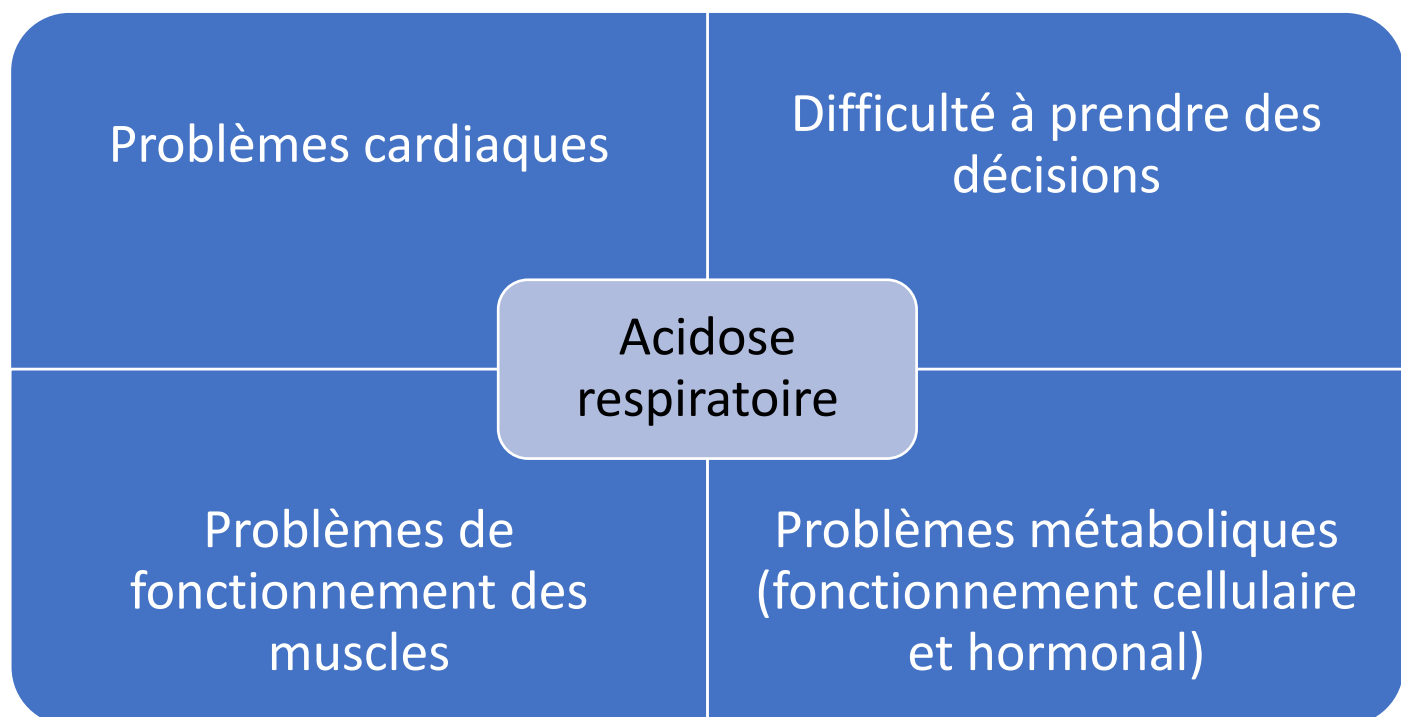 Problèmes cardiaques
Difficulté à prendre des
décisions
Acidose
respiratoire
Problèmes de
fonctionnement des
muscles
Problèmes métaboliques
(fonctionnement cellulaire
et hormonal)